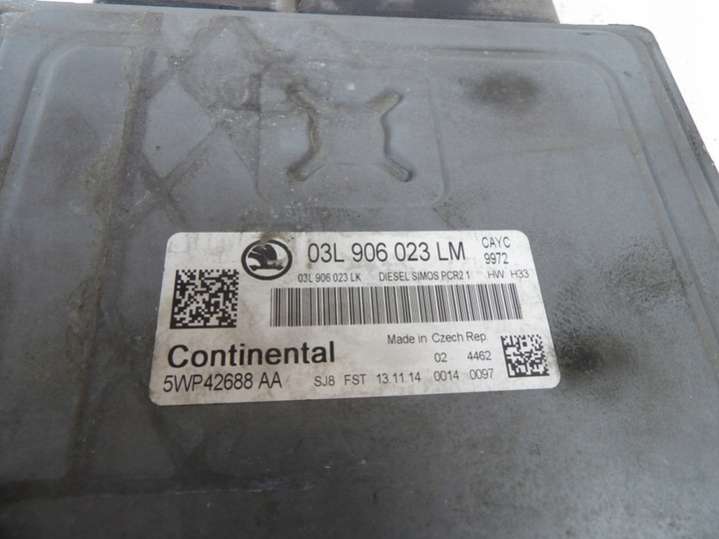 03L 906 023 LM CAYC
9972
03L 906 023 LK DIESEL SIMOS PCR2.1 HW H33
Continental Made in Czech Rep
02 4462
5WP42688 AA SJ8 FST 13.11.14 0014 0097